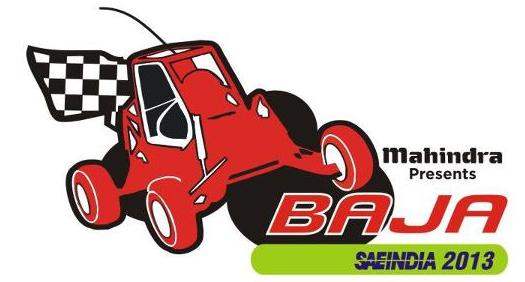 Mahindra
Presents
BAJA
SAEINDIA 2013